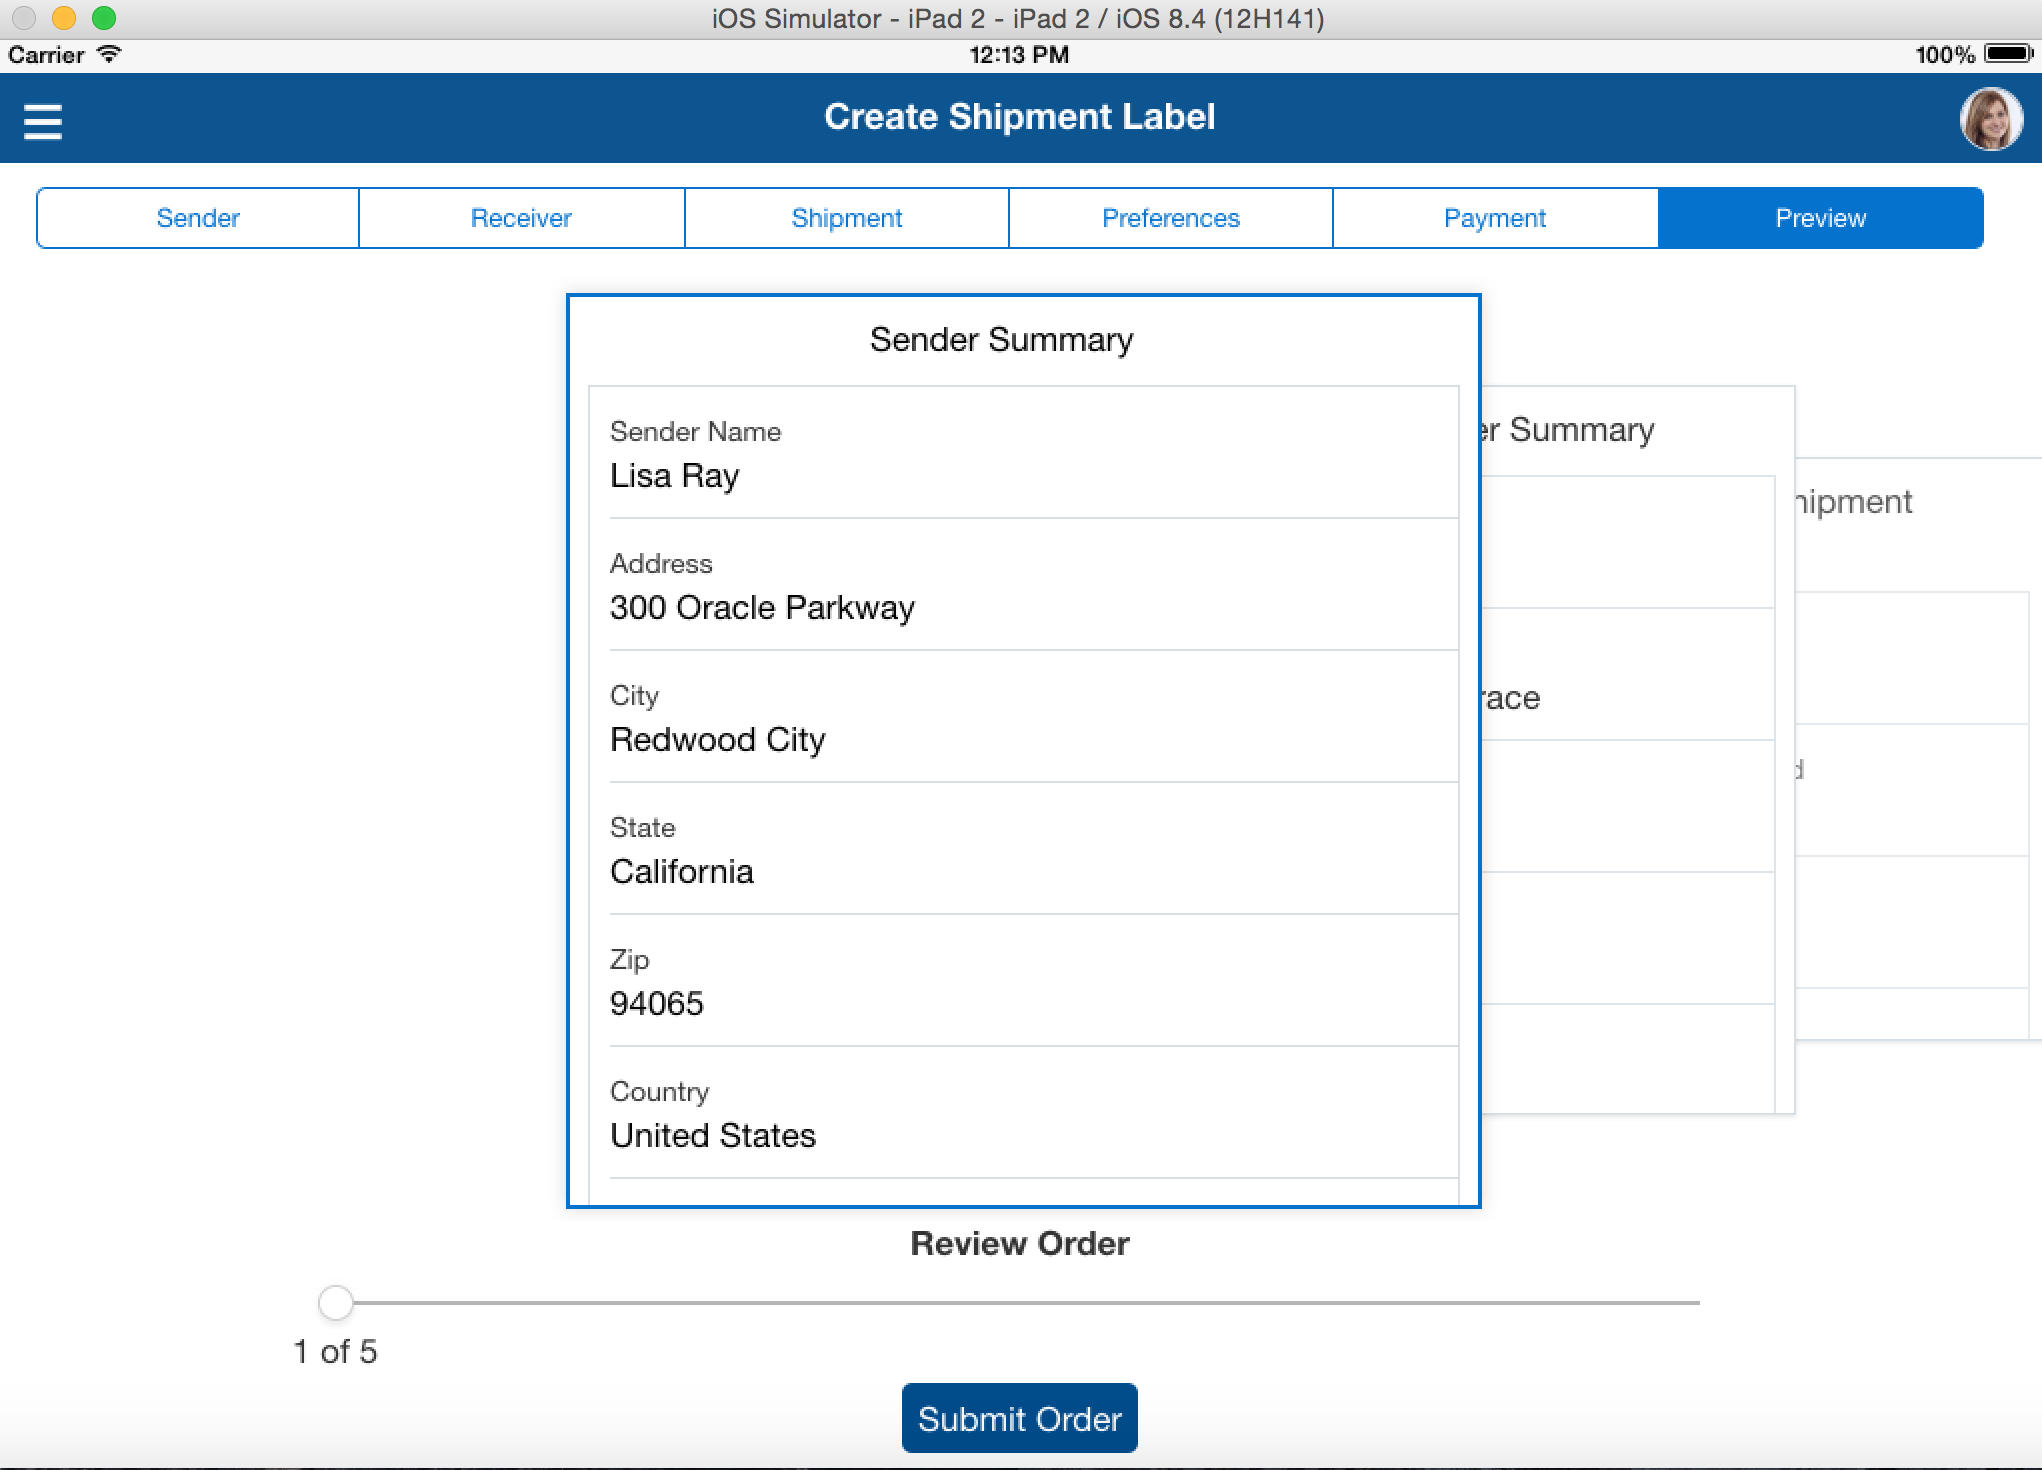 iOS Simulator - iPad 2 - iPad 2 / iOS 8.4 (12H141)
Carrier 12:13 PM 100%
Create Shipment Label
Sender Receiver Shipment Preferences Payment Preview
Sender Summary
Sender Name
Lisa Ray
Address
300 Oracle Parkway
City
Redwood City
State
California
Zip
94065
Country
United States
er Summary
race
hipment
d
Review Order
1 of 5
Submit Order